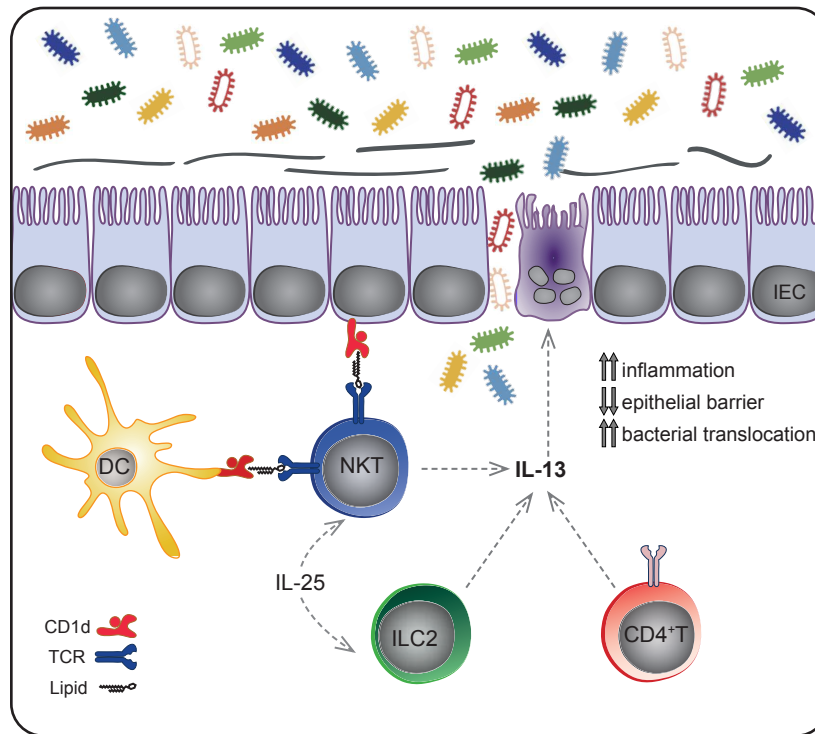 IEC
inflammation
epithelial barrier
bacterial translocation
DC
NKT
IL-13
IL-25
CD1d
TCR
Lipid
ILC2
CD4⁺T